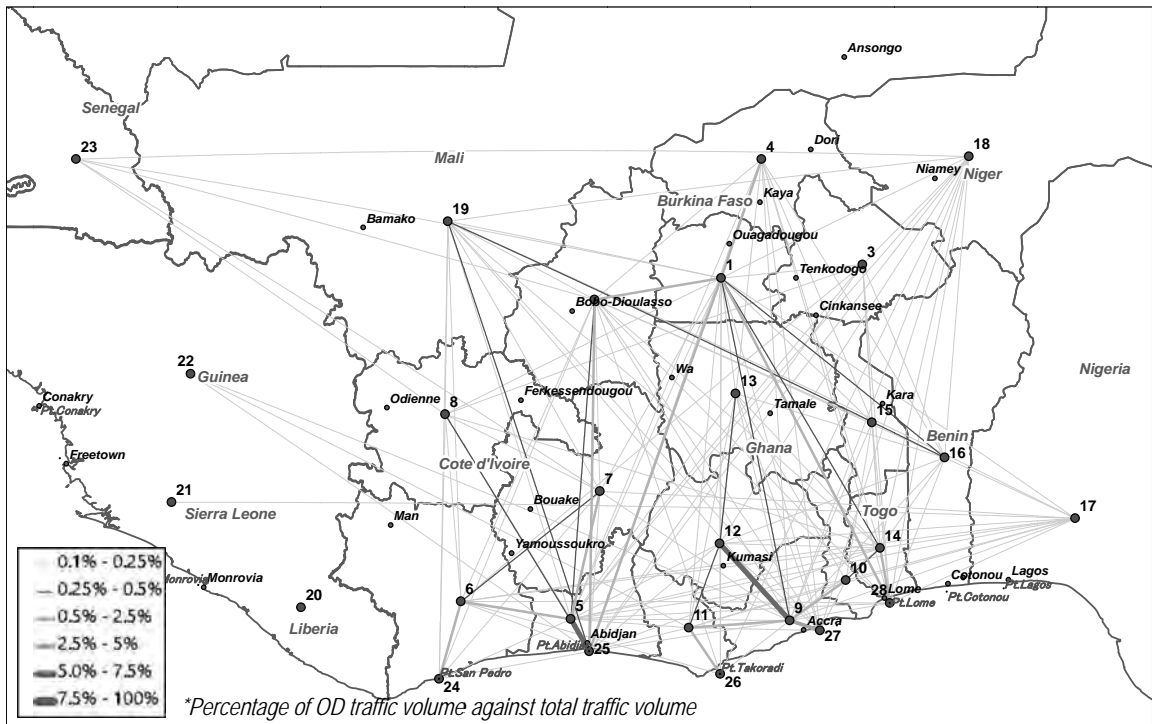 Ansongo
Senegal
23
Mali
4
Dori
18
Niamey
Niger
Kaya
Burkina Faso
19
Bamako
Ouagadougou
3
1
Tenkodogo
Bobo-Dioulasso
Cinkansee
22
Guinea
Wa
Nigeria
13
Conakry
Pt.Conakry
Odienne
8
Ferkessendougou
Tamale
Kara
15
Ghana
Benin
Freetown
Cote d'Ivoire
16
7
21
Sierra Leone
Bouake
Togo
17
Man
12
14
Yamoussoukro
Kumasi
10
Monrovia
Cotonou
Lagos
Pt.Lagos
20
6
5
28
Lome
Pt.Lome
Pt.Cotonou
Liberia
11
9
Accra
27
Abidjan
25
Pt.San Pedro
24
Pt.Takoradi
26
0.1% - 0.25%
0.25% - 0.5%
0.5% - 2.5%
2.5% - 5%
5.0% - 7.5%
7.5% - 100%
*Percentage of OD traffic volume against total traffic volume